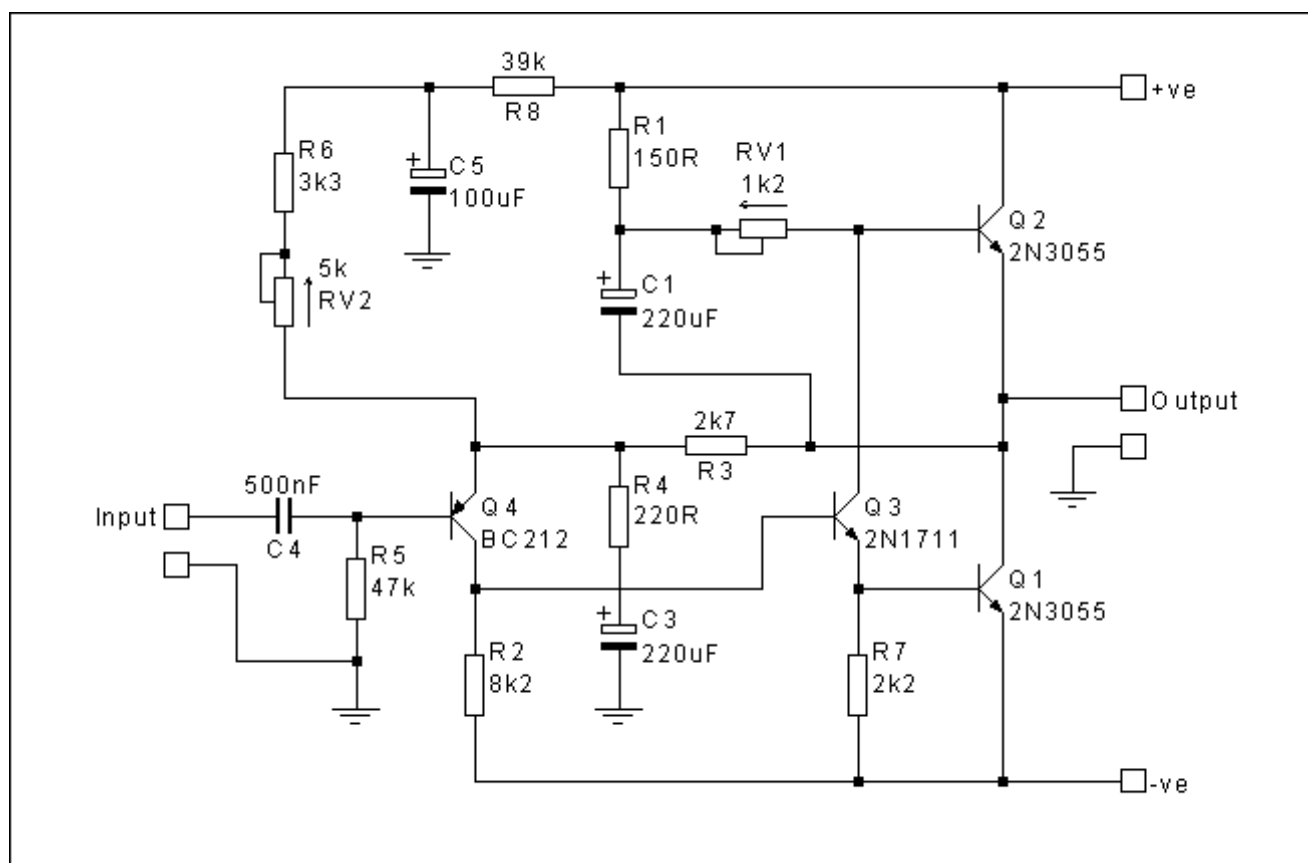 39k
R8
+ve
R6
3k3
+
C5
100uF
R1
150R
RV1
1k2
Q2
2N3055
5k
RV2
+
C1
220uF
Output
2k7
R3
500nF
Input
C4
Q4
BC212
R4
220R
Q3
2N1711
R5
47k
Q1
2N3055
+
C3
220uF
R2
8k2
R7
2k2
-ve